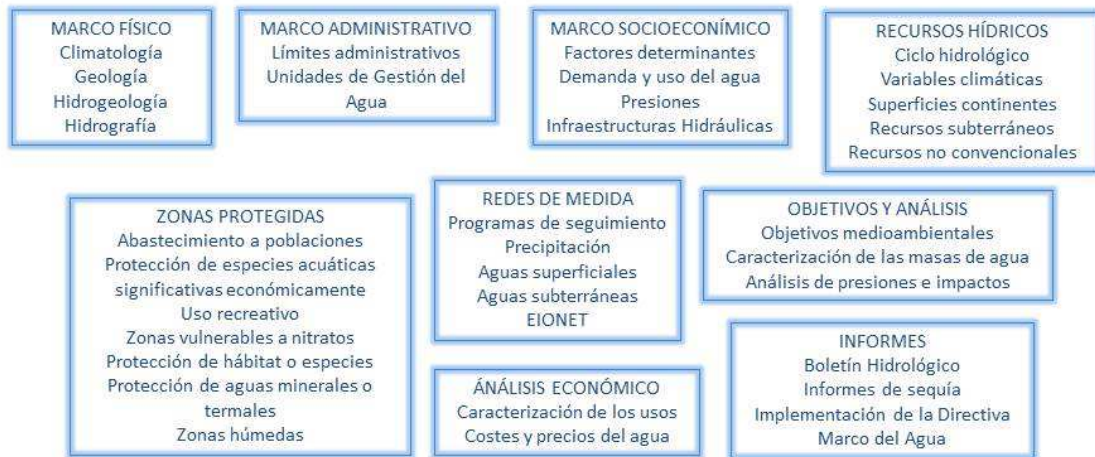 MARCO FÍSICO
Climatología
Geología
Hidrogeología
Hidrografía
MARCO ADMINISTRATIVO
Límites administrativos
Unidades de Gestión del
Agua
MARCO SOCIOECONÍMICO
Factores determinantes
Demanda y uso del agua
Presiones
Infraestructuras Hidráulicas
RECURSOS HÍDRICOS
Ciclo hidrológico
Variables climáticas
Superficies continentes
Recursos subterráneos
Recursos no convencionales
ZONAS PROTEGIDAS
Abastecimiento a poblaciones
Protección de especies acuáticas
significativas económicamente
Uso recreativo
Zonas vulnerables a nitratos
Protección de hábitat o especies
Protección de aguas minerales o
termales
Zonas húmedas
REDES DE MEDIDA
Programas de seguimiento
Precipitación
Aguas superficiales
Aguas subterráneas
EIONET
OBJETIVOS Y ANÁLISIS
Objetivos medioambientales
Caracterización de las masas de agua
Análisis de presiones e impactos
ÁNÁLISIS ECONÓMICO
Caracterización de los usos
Costes y precios del agua
INFORMES
Boletín Hidrológico
Informes de sequía
Implementación de la Directiva
Marco del Agua